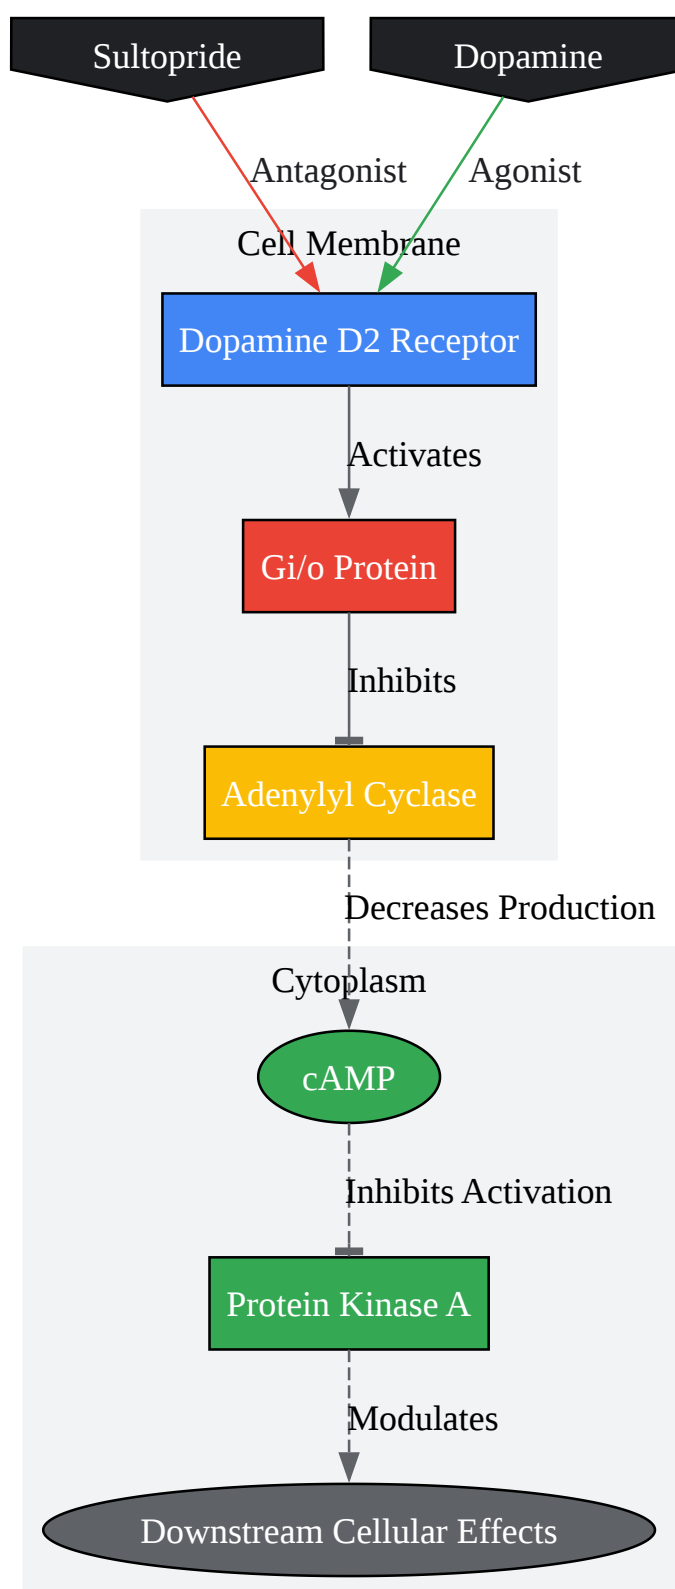 Sultopride
Dopamine
Antagonist
Agonist
Cell Membrane
Dopamine D2 Receptor
Activates
Gi/o Protein
Inhibits
Adenylyl Cyclase
Decreases Production
Cytoplasm
cAMP
Inhibits Activation
Protein Kinase A
Modulates
Downstream Cellular Effects